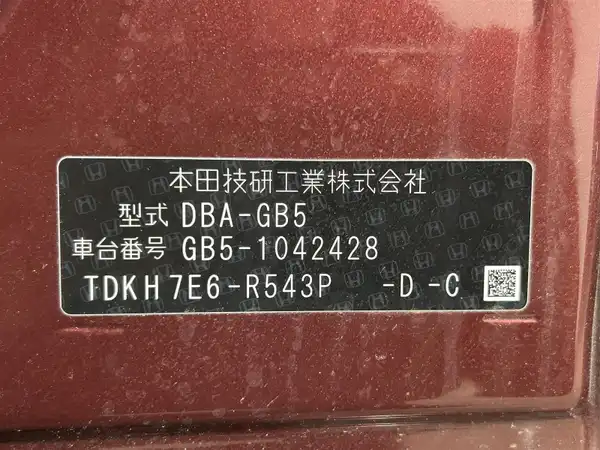 本田技研工業株式会社
型式 DBA-GB5
車台番号 GB5-1042428
TDKH7E6-R543P -D-C